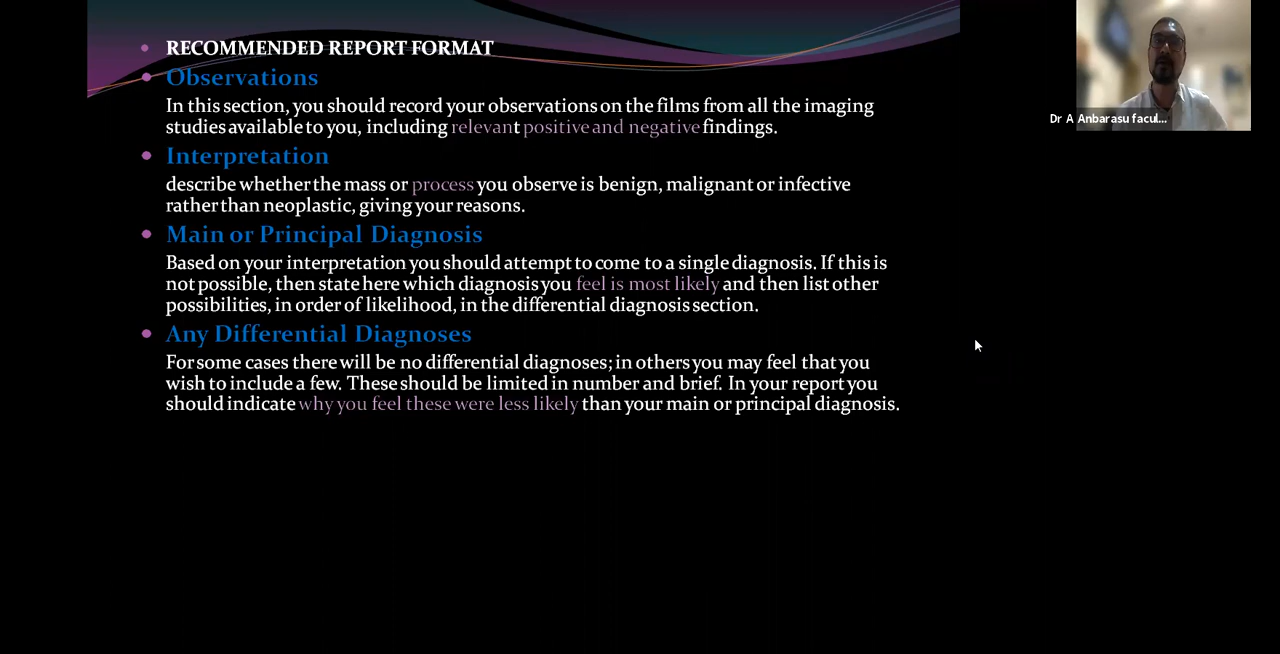 RECOMMENDED REPORT FORMAT
Observations
In this section, you should record your observations on the films from all the imaging
studies available to you, including relevant positive and negative findings.
Interpretation
describe whether the mass or process you observe is benign, malignant or infective
rather than neoplastic, giving your reasons.
Main or Principal Diagnosis
Based on your interpretation you should attempt to come to a single diagnosis. If this is
not possible, then state here which diagnosis you feel is most likely and then list other
possibilities, in order of likelihood, in the differential diagnosis section.
Any Differential Diagnoses
For some cases there will be no differential diagnoses; in others you may feel that you
wish to include a few. These should be limited in number and brief. In your report you
should indicate why you feel these were less likely than your main or principal diagnosis.
Dr A Anbarasu facul...